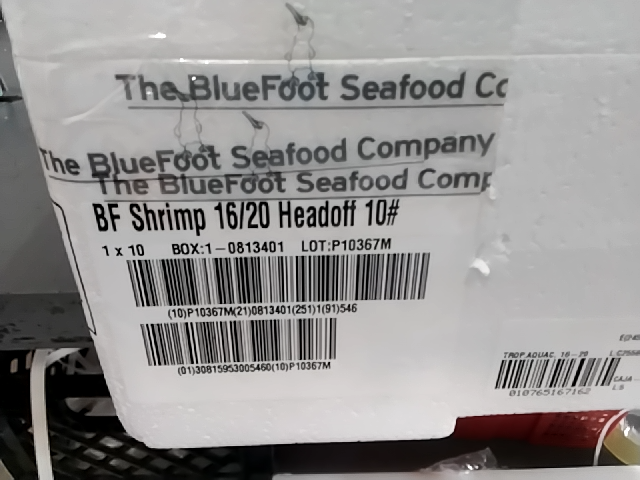 The BlueFoot Seafood Co
The BlueFoot Seafood Company
The BlueFoot Seafood Comp
BF Shrimp 16/20 Headoff 10#
1 x 10 BOX:1-0813401 LOT:P10367M
(10)P10367M(21)0813401(251)1(91)546
(01)30815953005460(10)P10367M
TROP.AQUAC. 16-20
010765167162
CAJA